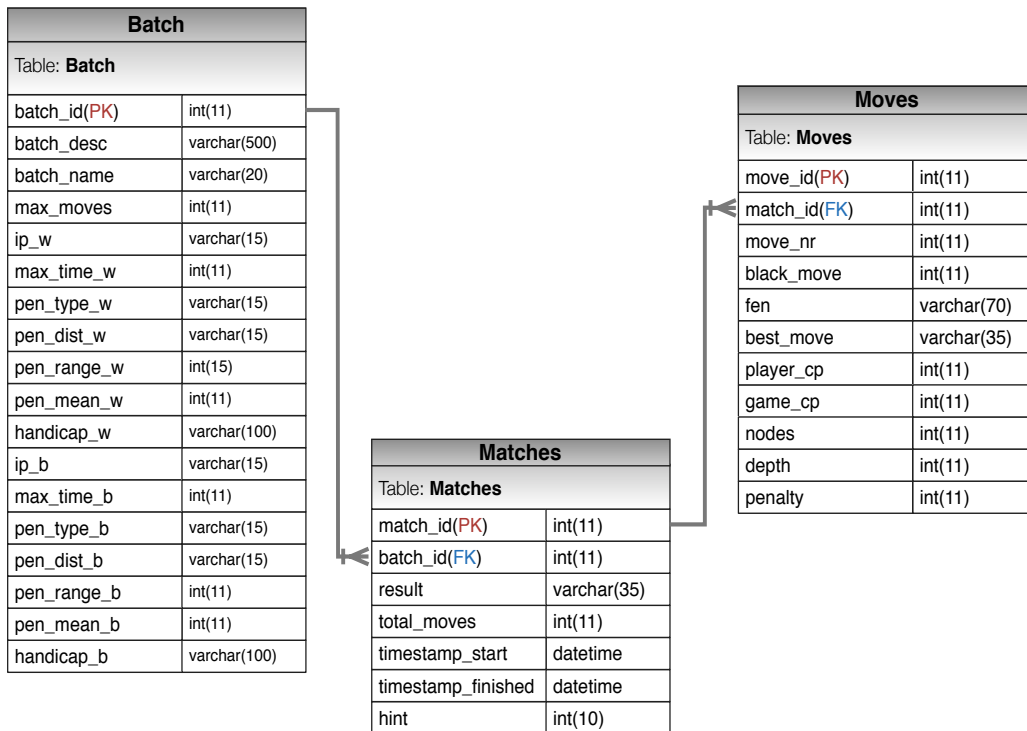 Batch
Table: Batch
batch_id(PK) int(11)
batch_desc varchar(500)
batch_name varchar(20)
max_moves int(11)
ip_w varchar(15)
max_time_w int(11)
pen_type_w varchar(15)
pen_dist_w varchar(15)
pen_range_w int(15)
pen_mean_w int(11)
handicap_w varchar(100)
ip_b varchar(15)
max_time_b int(11)
pen_type_b varchar(15)
pen_dist_b varchar(15)
pen_range_b int(11)
pen_mean_b int(11)
handicap_b varchar(100)
Matches
Table: Matches
match_id(PK) int(11)
batch_id(FK) int(11)
result varchar(35)
total_moves int(11)
timestamp_start datetime
timestamp_finished datetime
hint int(10)
Moves
Table: Moves
move_id(PK) int(11)
match_id(FK) int(11)
move_nr int(11)
black_move int(11)
fen varchar(70)
best_move varchar(35)
player_cp int(11)
game_cp int(11)
nodes int(11)
depth int(11)
penalty int(11)